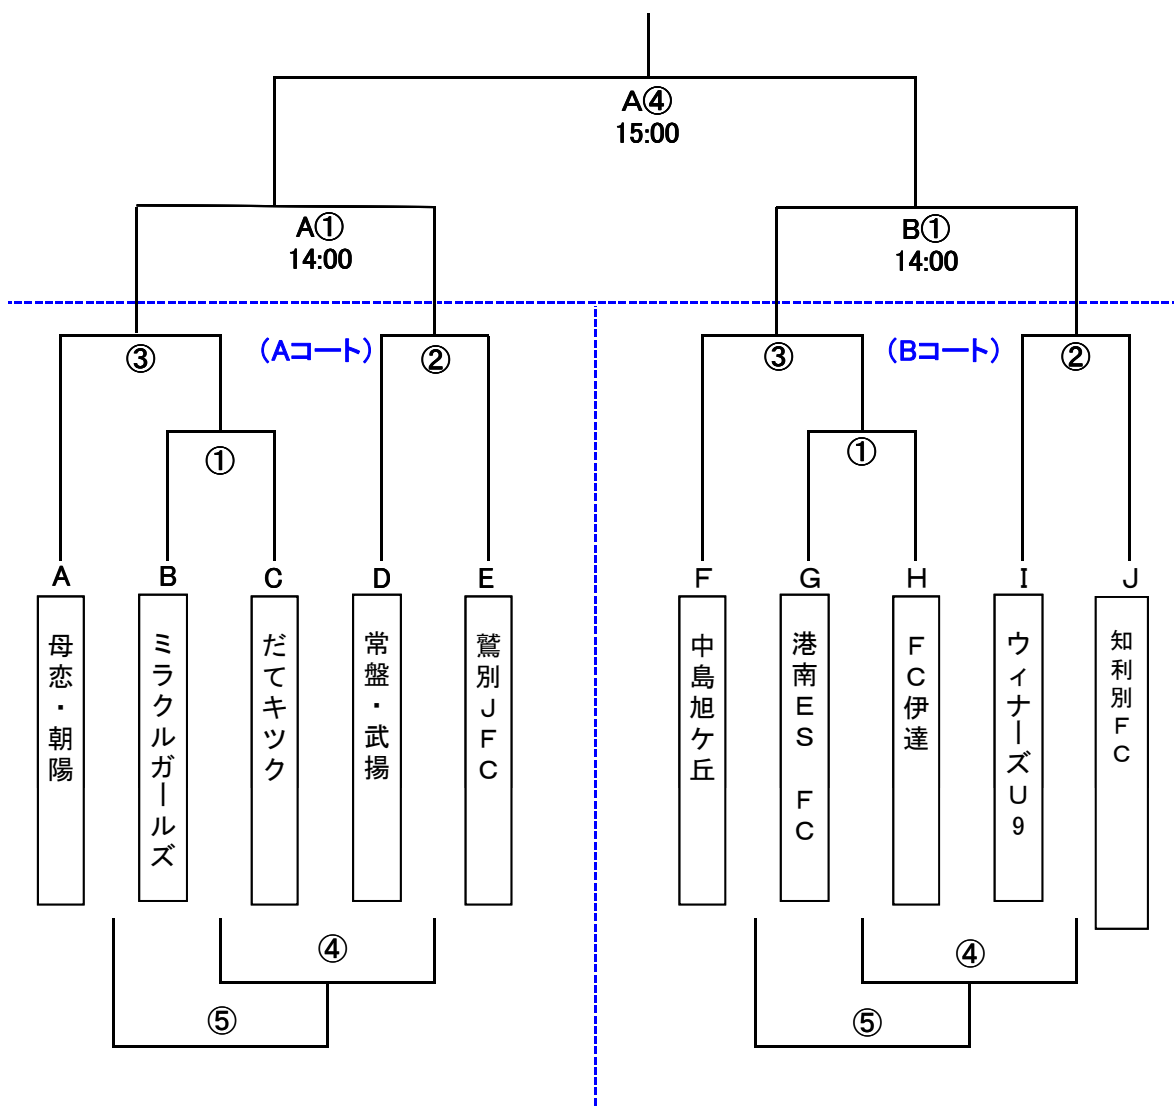 A④
15:00
A①
14:00
B①
14:00
（Aコート）
（Bコート）
③
②
③
②
①
①
A
B
C
D
E
F
G
H
I
J
母恋・朝陽
ミラクルガールズ
だてキツク
常盤・武揚
鷲別JFC
中島旭ケ丘
港南ES FC
FC伊達
ウィナーズU9
知利別FC
④
④
⑤
⑤